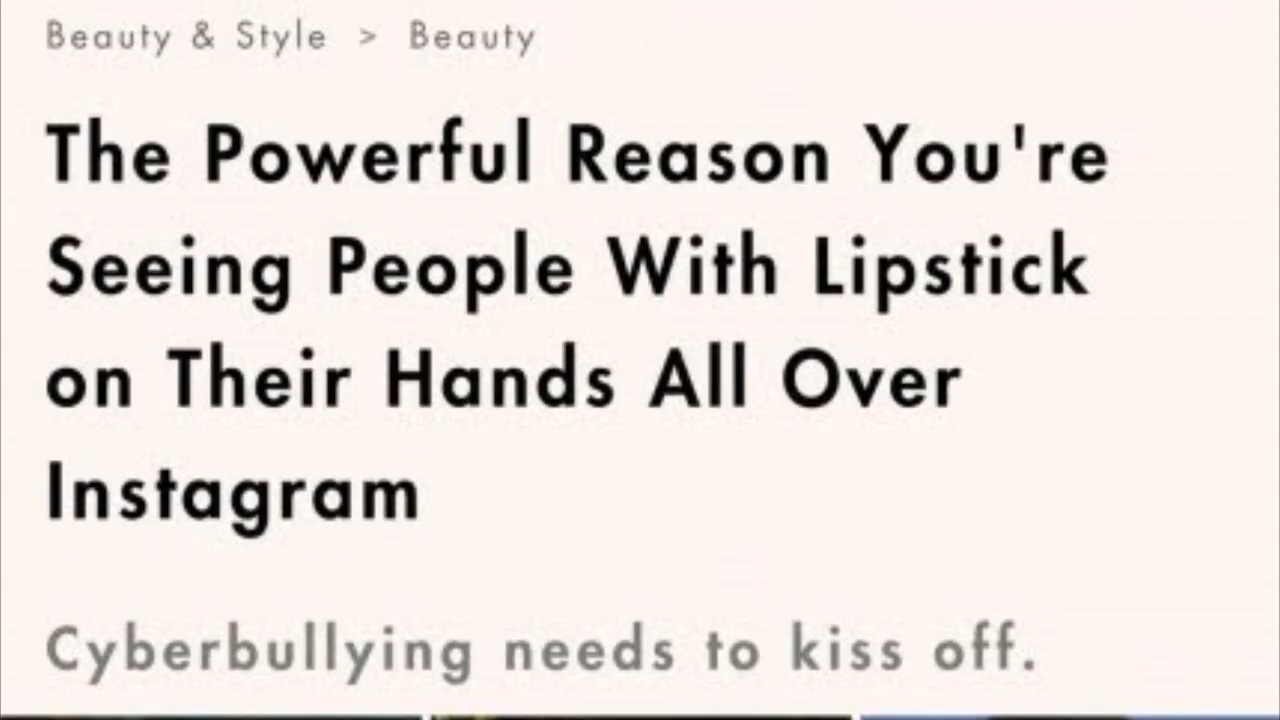 Beauty & Style > Beauty
The Powerful Reason You're
Seeing People With Lipstick
on Their Hands All Over
Instagram
Cyberbullying needs to kiss off.